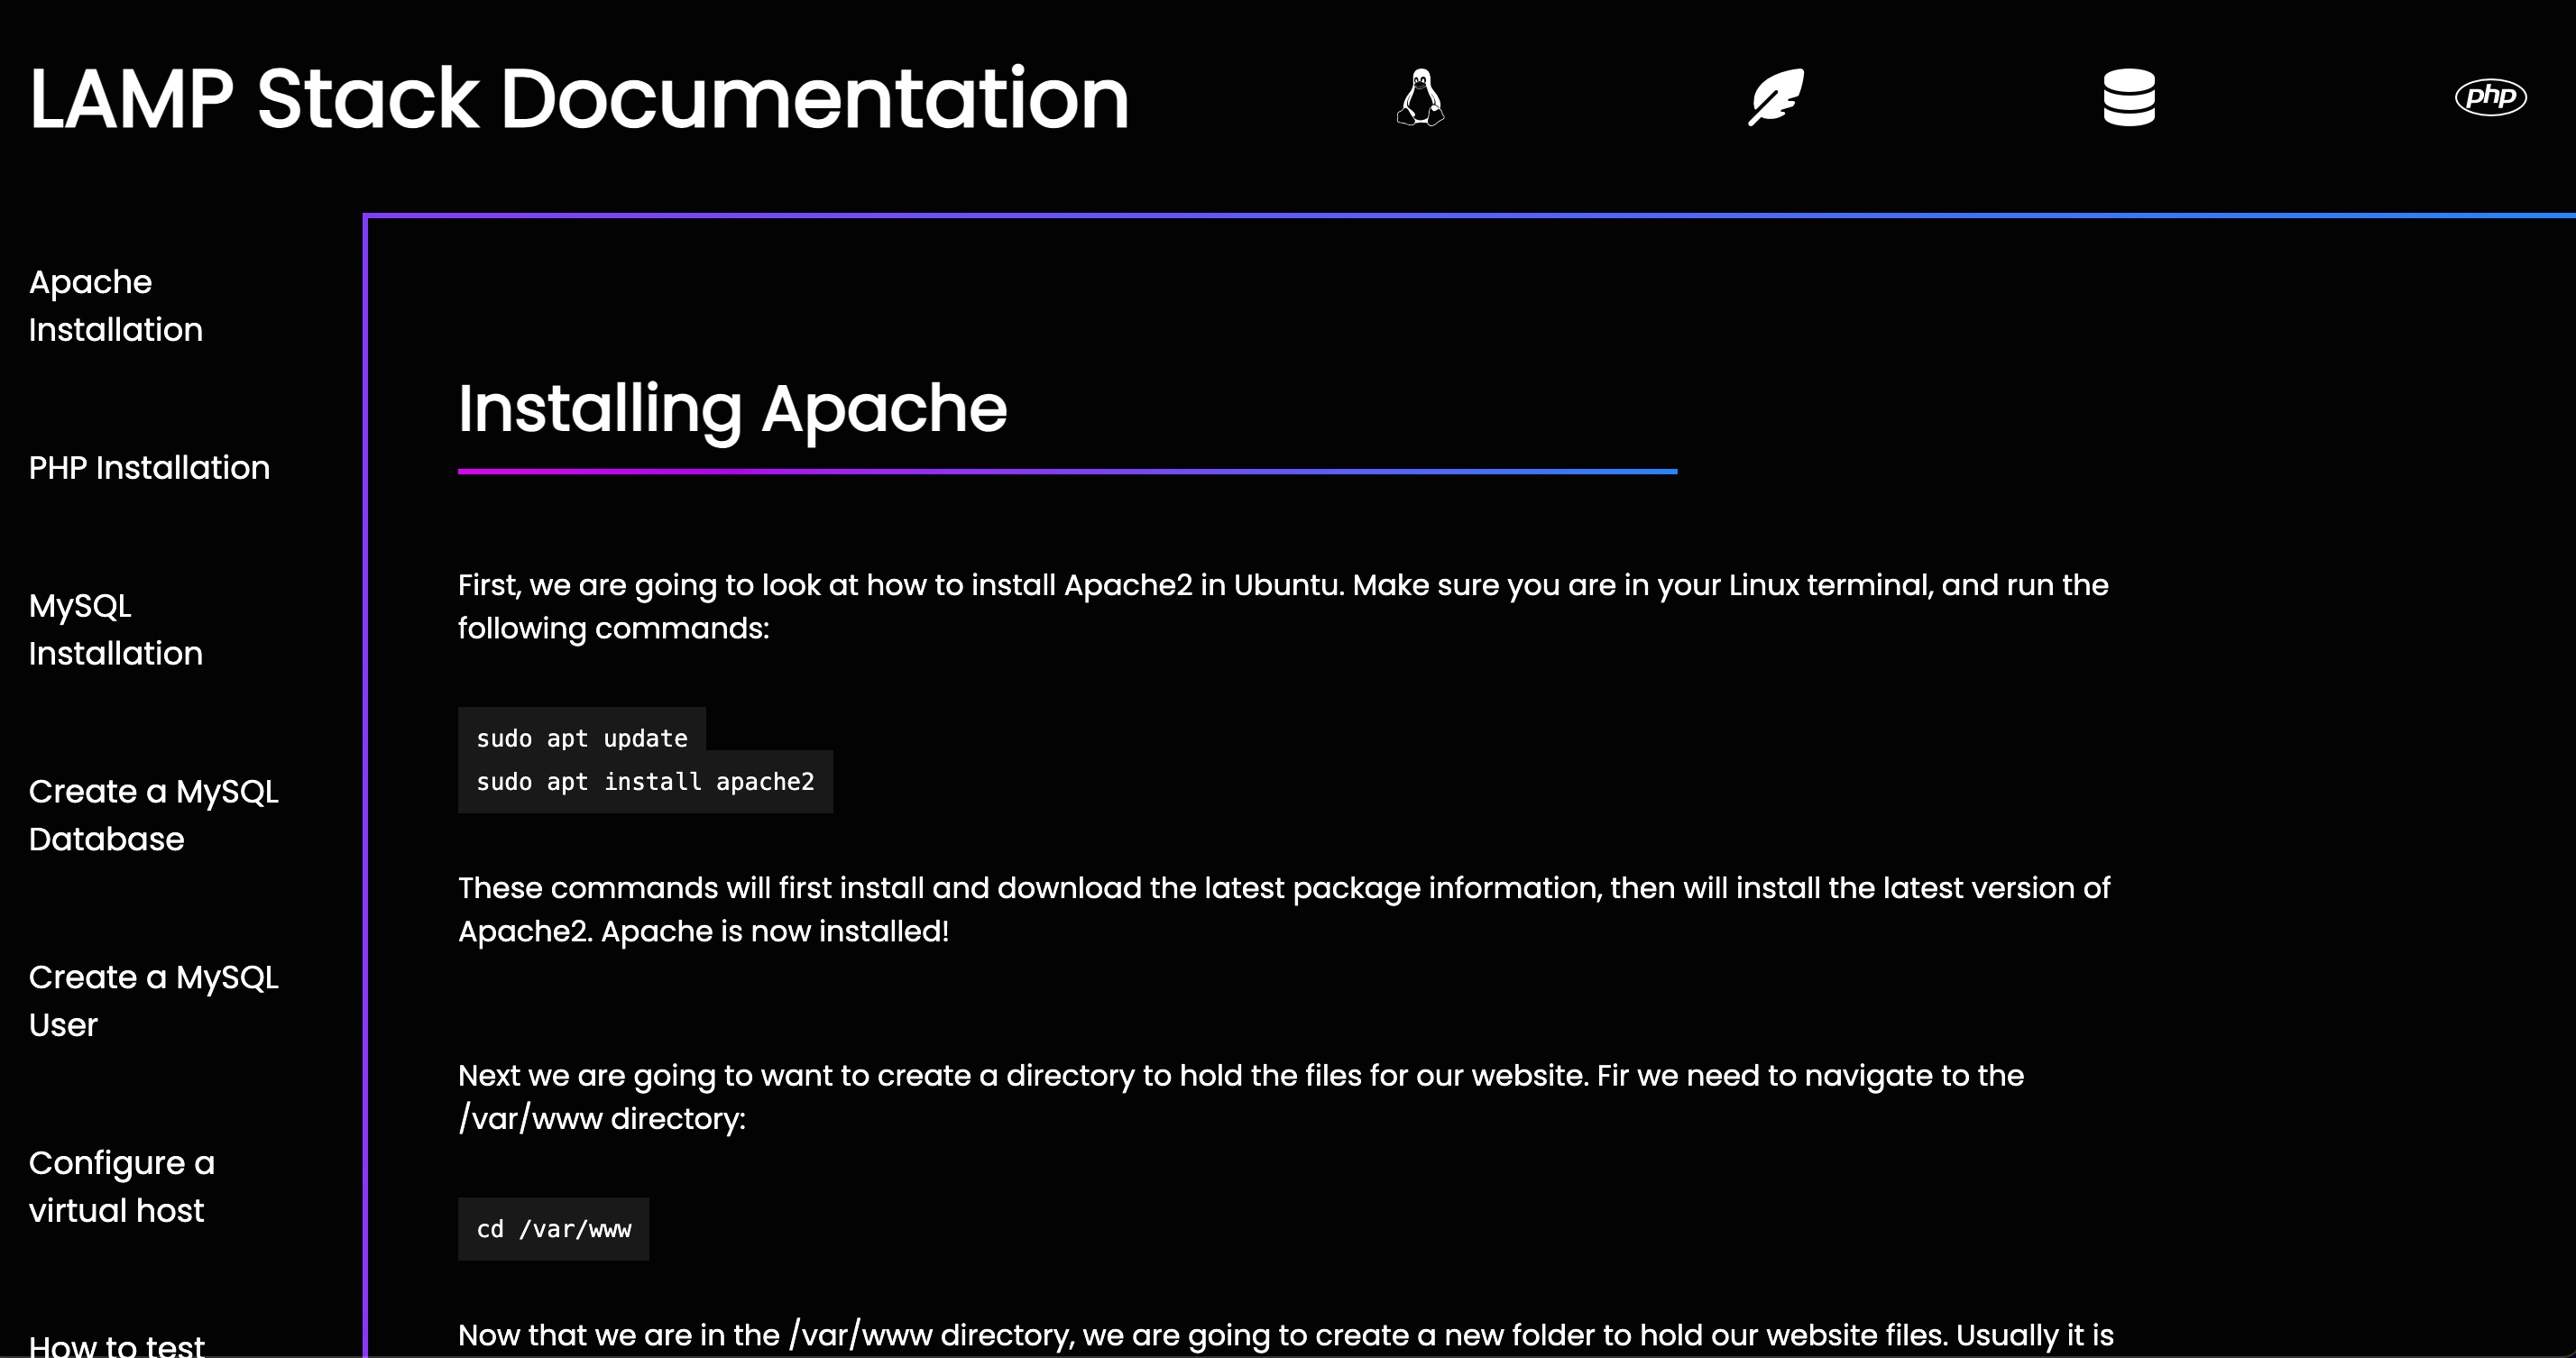 LAMP Stack Documentation
php
Apache
Installation
PHP Installation
MySQL
Installation
Create a MySQL
Database
Create a MySQL
User
Configure a
virtual host
How to test
Installing Apache
First, we are going to look at how to install Apache2 in Ubuntu. Make sure you are in your Linux terminal, and run the
following commands:
sudo apt update
sudo apt install apache2
These commands will first install and download the latest package information, then will install the latest version of
Apache2. Apache is now installed!
Next we are going to want to create a directory to hold the files for our website. Fir we need to navigate to the
/var/www directory:
cd /var/www
Now that we are in the /var/www directory, we are going to create a new folder to hold our website files. Usually it is